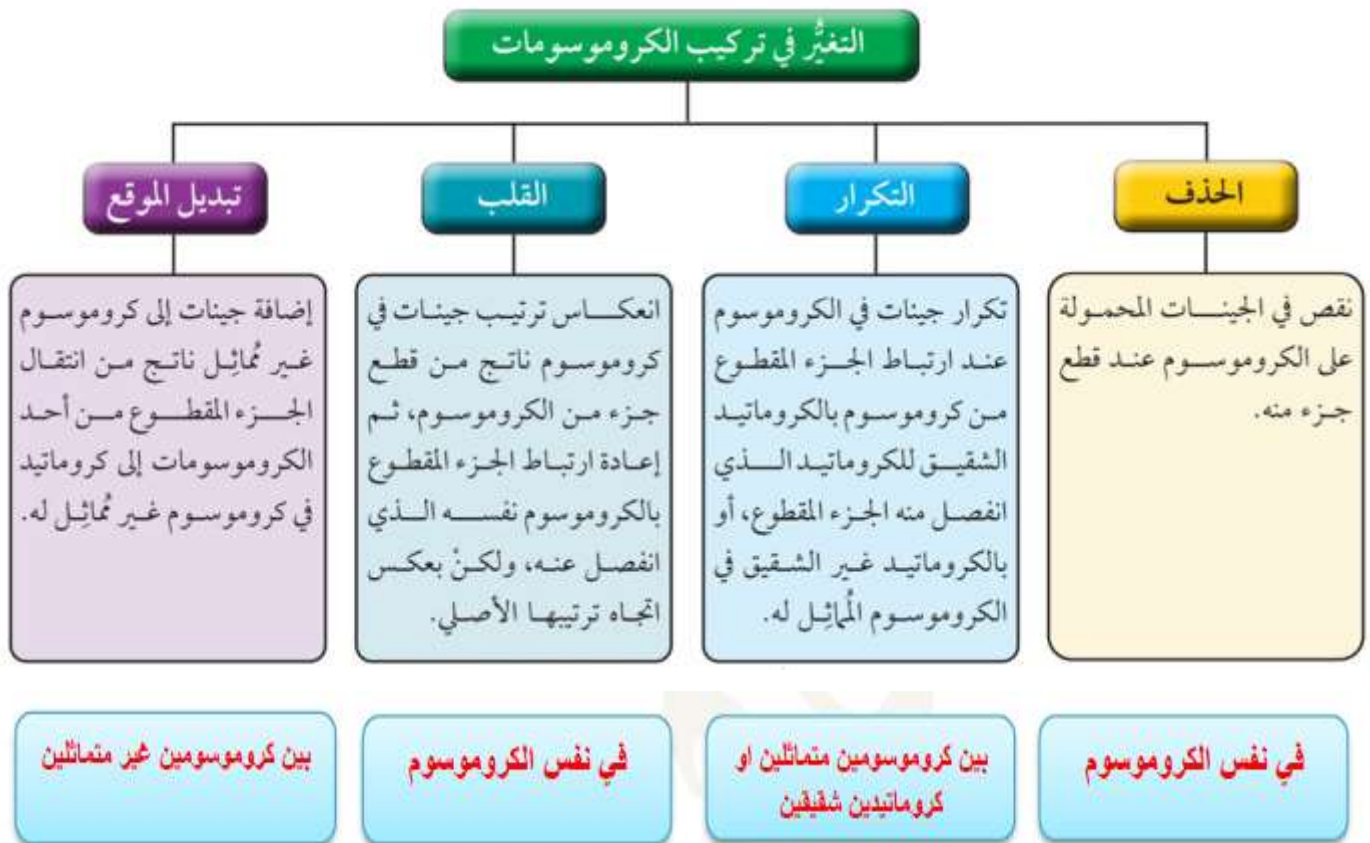 التغيُّر في تركيب الكروموسومات
الحذف
نقص في الجينات المحمولة
على الكروموسوم عند قطع
جزء منه.
التكرار
تكرار جينات في الكروموسوم
عند ارتباط الجزء المقطوع
من كروموسوم بالكروماتيد
الشقيق للكروماتيد الذي
انفصل منه الجزء المقطوع، أو
بالكروماتيد غير الشقيق في
الكروموسوم المُماثِل له.
القلب
انعكاس ترتيب جينات في
كروموسوم ناتج من قطع
جزء من الكروموسوم، ثم
إعادة ارتباط الجزء المقطوع
بالكروموسوم نفسه الذي
انفصل عنه، ولكنْ بعكس
اتجاه ترتيبها الأصلي.
تبديل الموقع
إضافة جينات إلى كروموسوم
غير مُماثِل ناتج من انتقال
الجزء المقطوع من أحد
الكروموسومات إلى كروماتيد
في كروموسوم غير مُماثِل له.
في نفس الكروموسوم
بين كروموسومين متماثلين او
كروماتيدين شقيقين
في نفس الكروموسوم
بين كروموسومين غير متماثلين